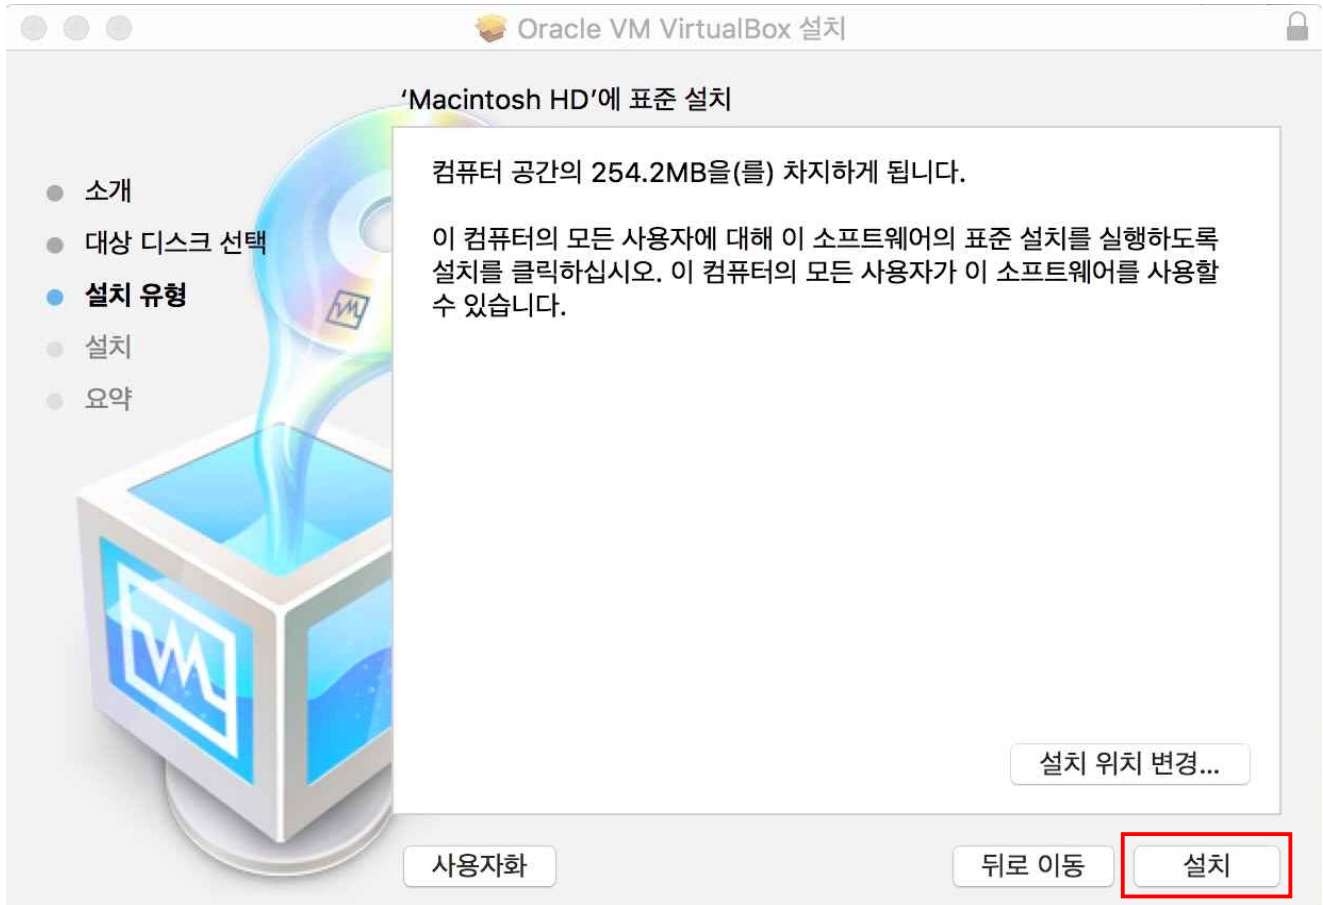 Oracle VM VirtualBox 설치
‘Macintosh HD’에 표준 설치
소개
대상 디스크 선택
설치 유형
설치
요약
컴퓨터 공간의 254.2MB을(를) 차지하게 됩니다.
이 컴퓨터의 모든 사용자에 대해 이 소프트웨어의 표준 설치를 실행하도록
설치를 클릭하십시오. 이 컴퓨터의 모든 사용자가 이 소프트웨어를 사용할
수 있습니다.
설치 위치 변경...
사용자화
뒤로 이동
설치